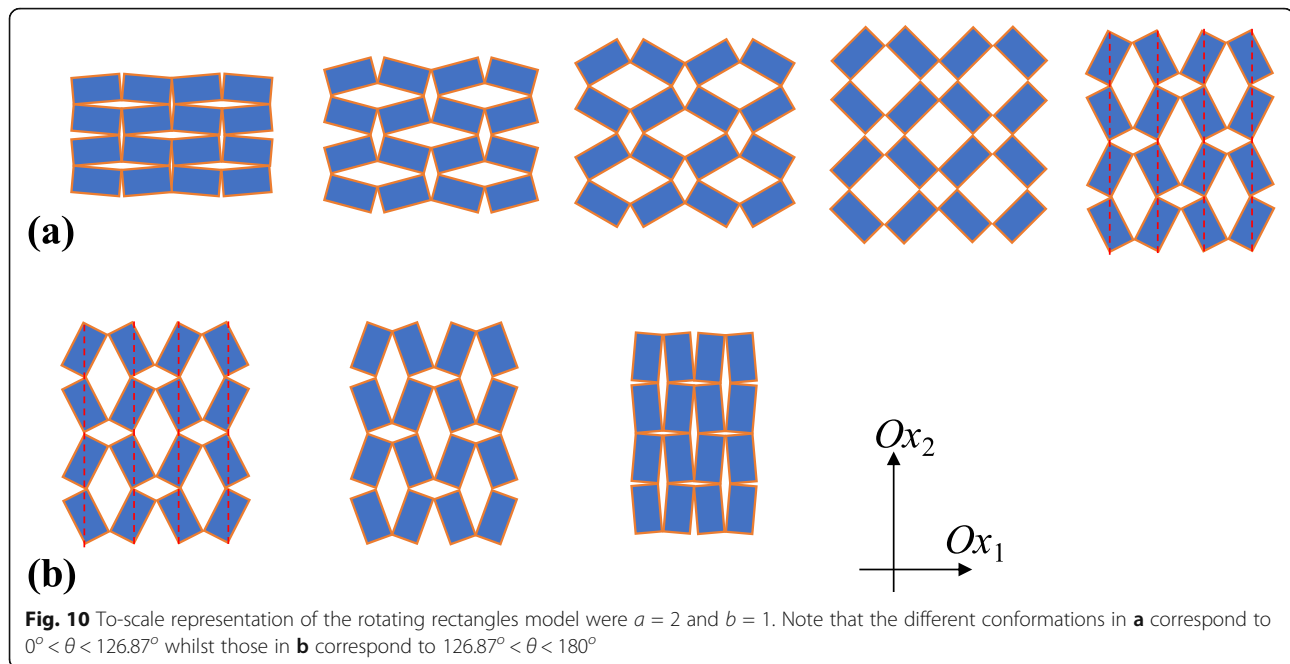 (a)
(b)
Ox₂
Ox₁
Fig. 10 To-scale representation of the rotating rectangles model were a = 2 and b = 1. Note that the different conformations in a correspond to
0° < θ < 126.87° whilst those in b correspond to 126.87° < θ < 180°